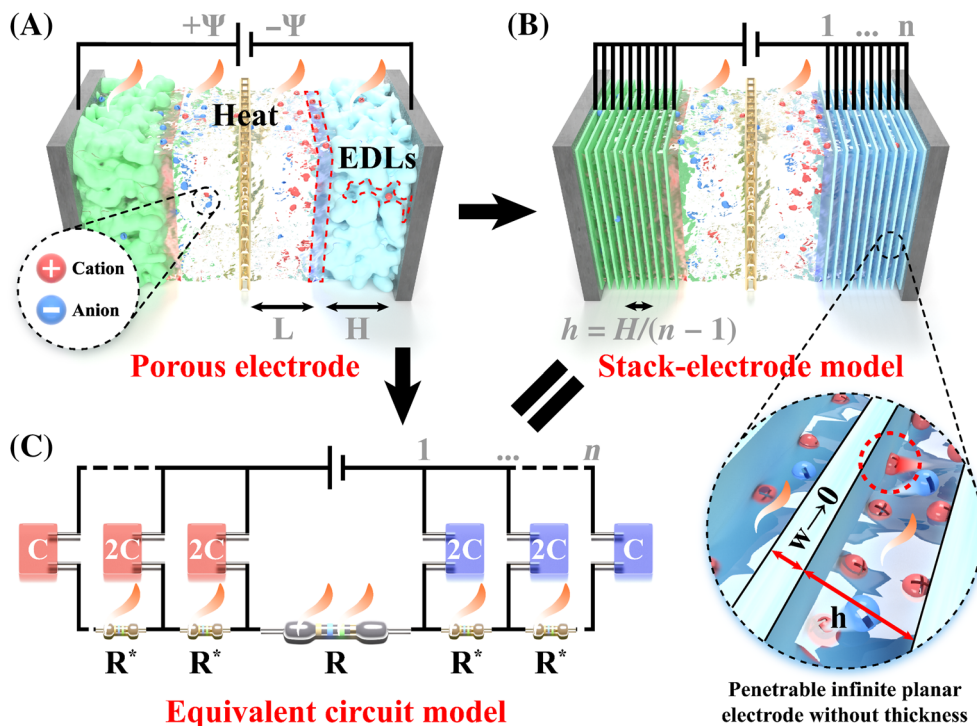 (A)
+Ψ
−Ψ
Heat
EDLs
+ Cation
− Anion
L
H
Porous electrode
(B)
1 ... n
h = H/(n − 1)
Stack-electrode model
w→0
h
Penetrable infinite planar
electrode without thickness
(C)
1 ... n
C 2C 2C 2C 2C C
R* R* R R* R*
Equivalent circuit model